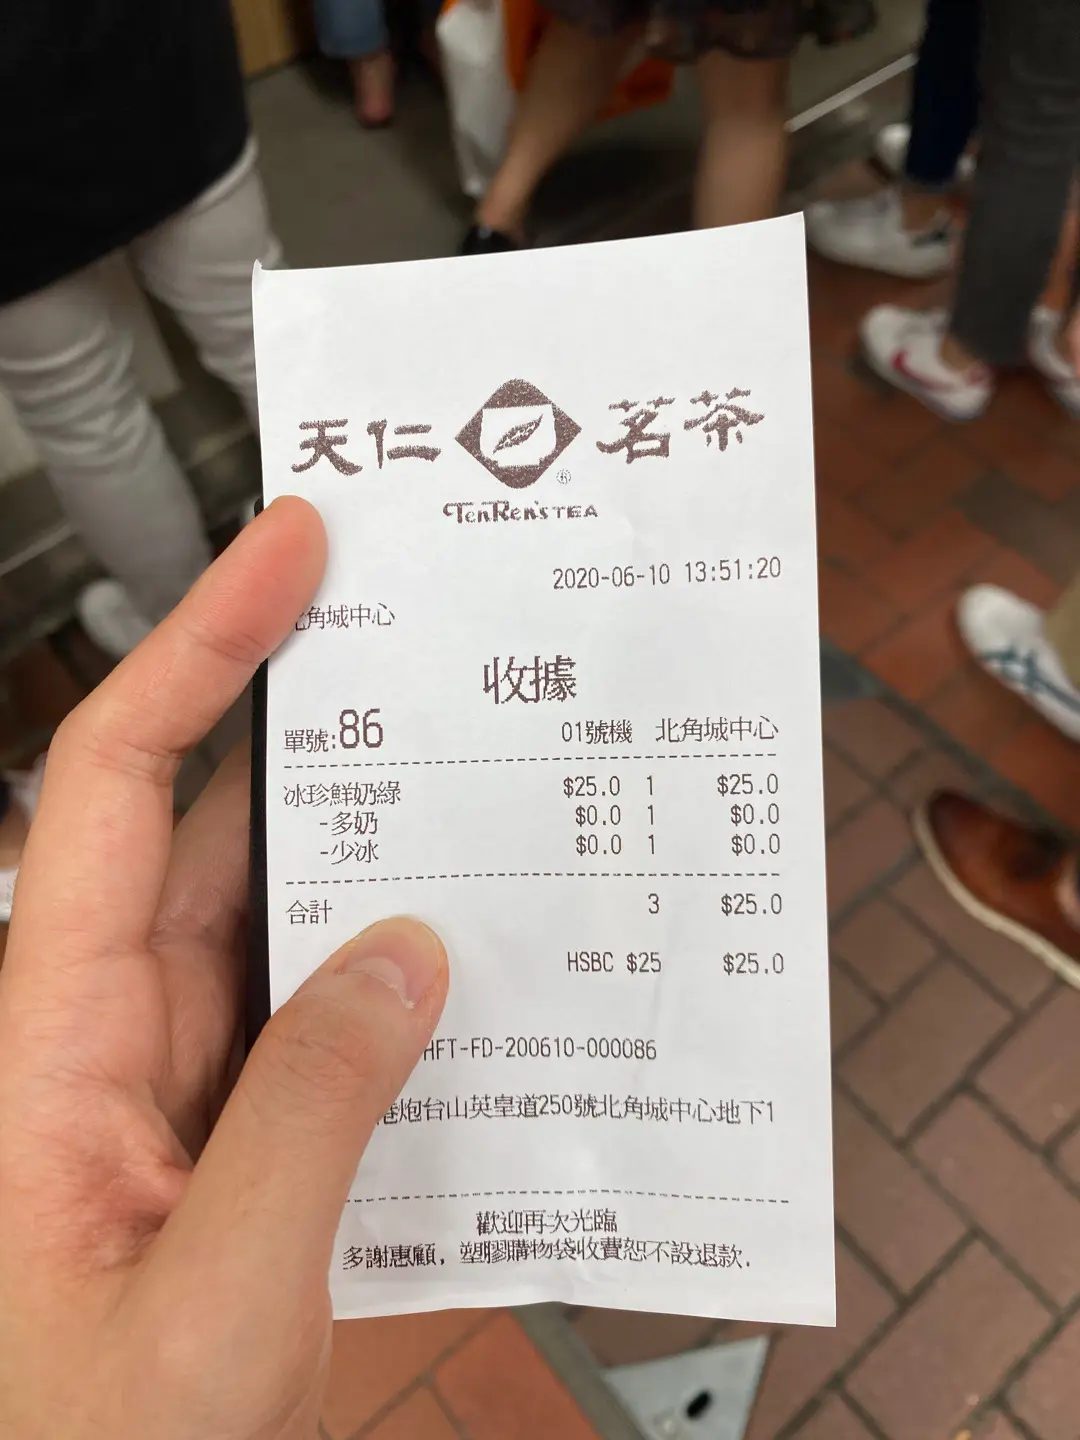 天仁 茗茶
TenRen's TEA
2020-06-10 13:51:20
北角城中心
收據
單號:86 01號機 北角城中心
冰珍鮮奶綠 $25.0 1 $25.0
-多奶 $0.0 1 $0.0
-少冰 $0.0 1 $0.0
合計 3 $25.0
HSBC $25 $25.0
HFT-FD-200610-000086
港炮台山英皇道250號北角城中心地下1
歡迎再次光臨
多謝惠顧, 塑膠購物袋收費恕不設退款.